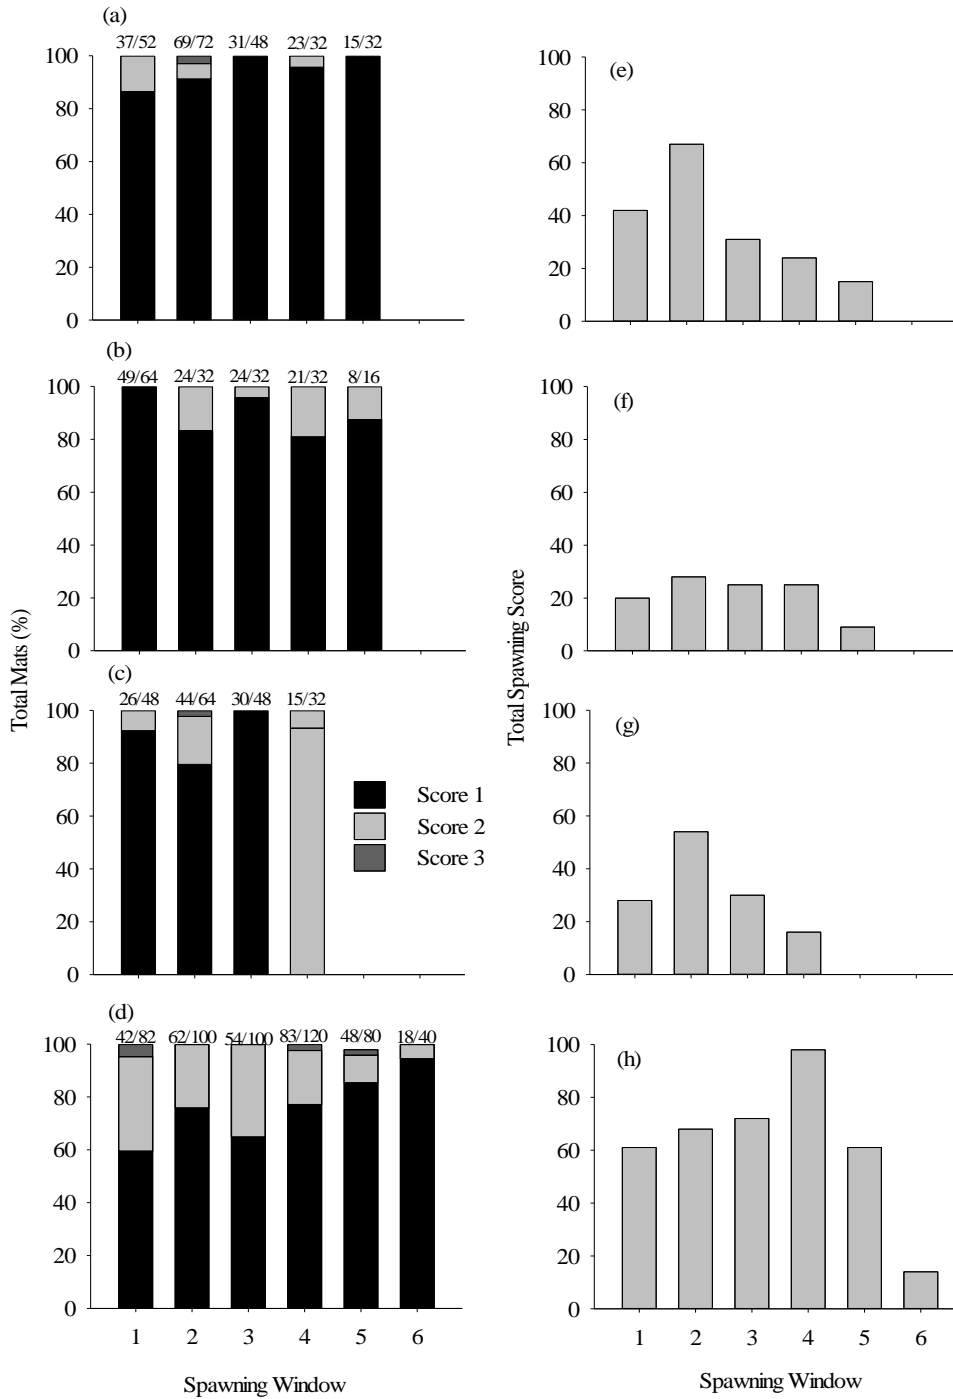 (a)
37/52 69/72 31/48 23/32 15/32
100
80
60
40
20
0
(e)
100
80
60
40
20
0
(b)
49/64 24/32 24/32 21/32 8/16
100
80
60
40
20
0
(f)
100
80
60
40
20
0
Total Mats (%)
Total Spawning Score
(c)
26/48 44/64 30/48 15/32
100
80
60
40
20
0
Score 1
Score 2
Score 3
(g)
100
80
60
40
20
0
(d)
42/82 62/100 54/100 83/120 48/80 18/40
100
80
60
40
20
0
1 2 3 4 5 6
Spawning Window
(h)
100
80
60
40
20
0
1 2 3 4 5 6
Spawning Window